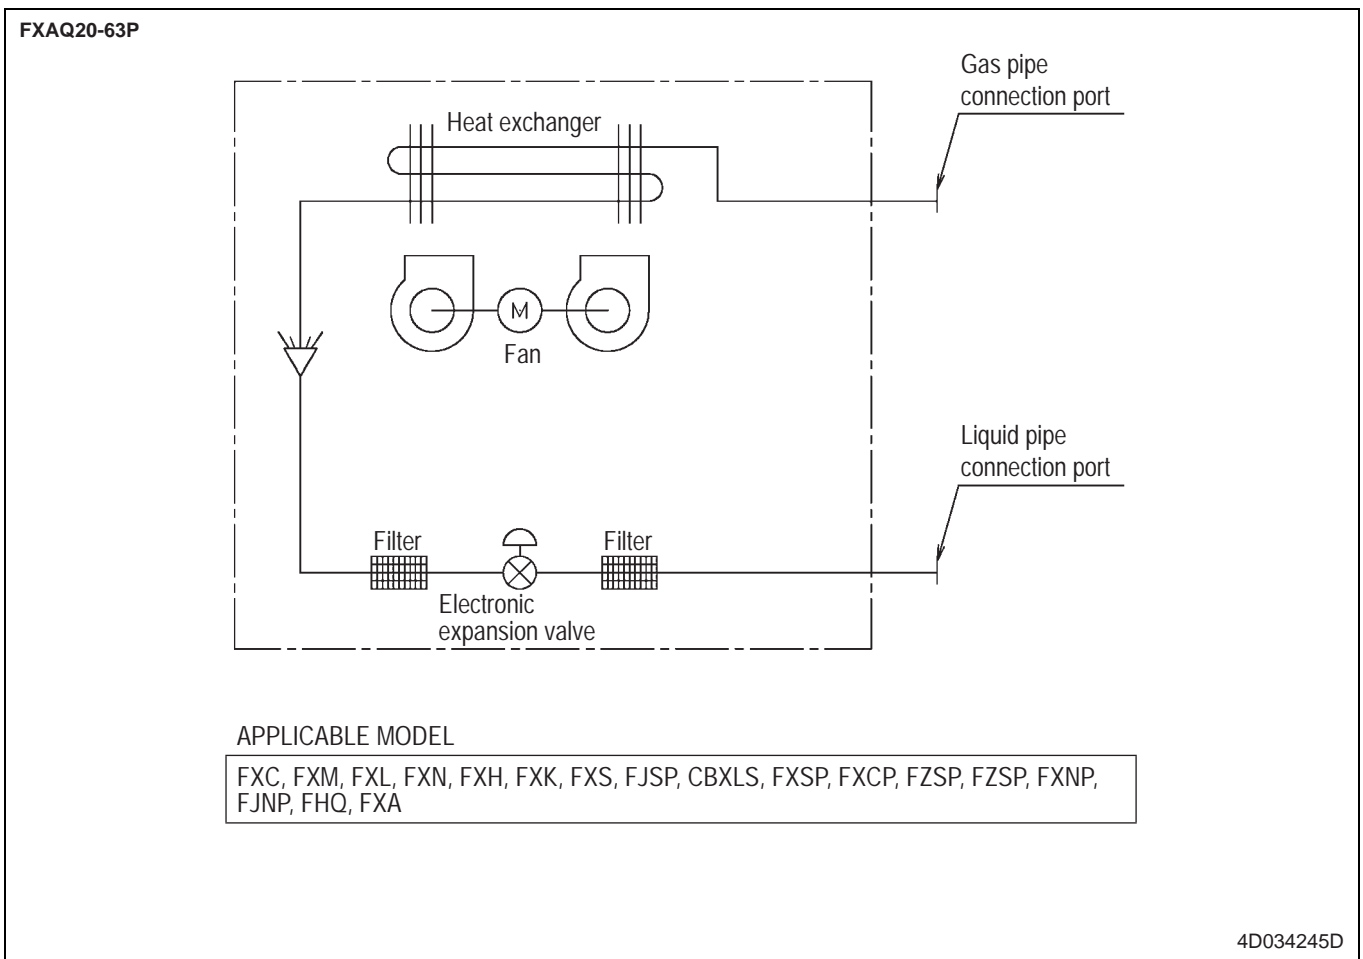 FXAQ20-63P
Gas pipe
connection port
Heat exchanger
M
Fan
Liquid pipe
connection port
Filter
Filter
Electronic
expansion valve
APPLICABLE MODEL
FXC, FXM, FXL, FXN, FXH, FXK, FXS, FJSP, CBXLS, FXSP, FXCP, FZSP, FZSP, FXNP,
FJNP, FHQ, FXA
4D034245D